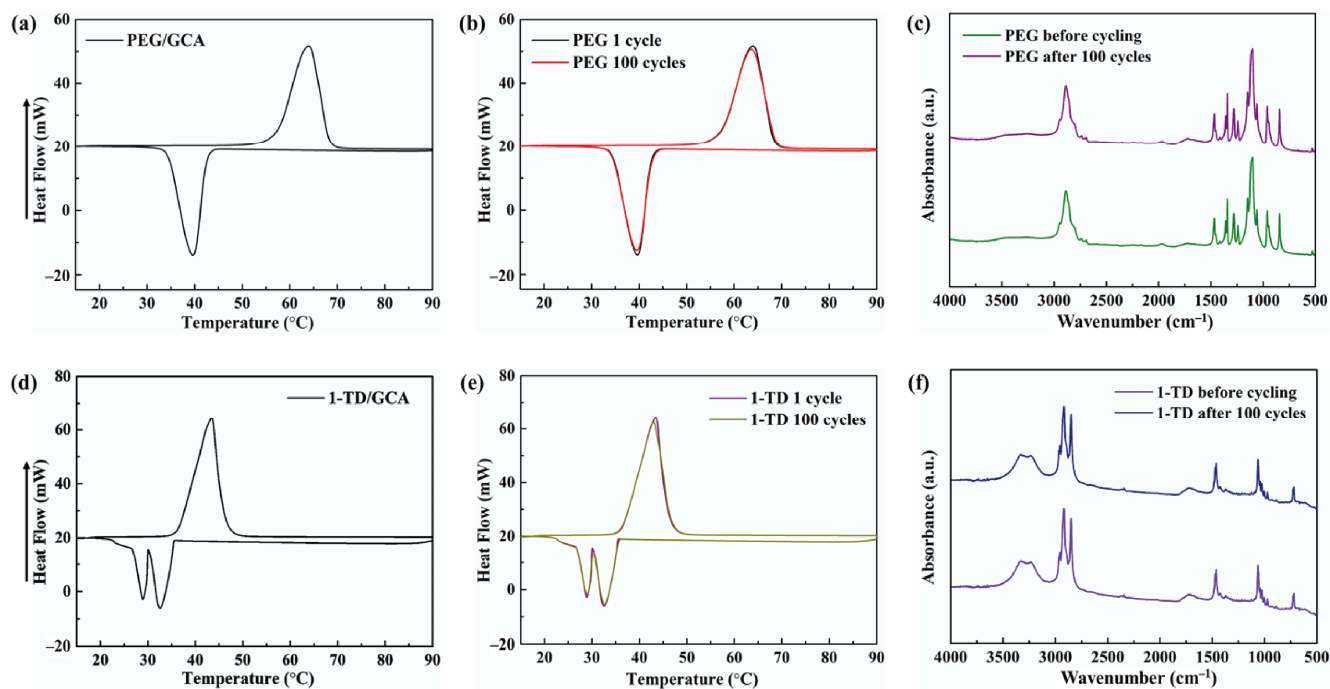 (a)
PEG/GCA
60
40
20
0
–20
Heat Flow (mW)
20 30 40 50 60 70 80 90
Temperature (°C)
(b)
PEG 1 cycle
PEG 100 cycles
60
40
20
0
–20
Heat Flow (mW)
20 30 40 50 60 70 80 90
Temperature (°C)
(c)
PEG before cycling
PEG after 100 cycles
Absorbance (a.u.)
4000 3500 3000 2500 2000 1500 1000 500
Wavenumber (cm⁻¹)
(d)
1-TD/GCA
80
60
40
20
0
–20
Heat Flow (mW)
20 30 40 50 60 70 80 90
Temperature (°C)
(e)
1-TD 1 cycle
1-TD 100 cycles
80
60
40
20
0
–20
Heat Flow (mW)
20 30 40 50 60 70 80 90
Temperature (°C)
(f)
1-TD before cycling
1-TD after 100 cycles
Absorbance (a.u.)
4000 3500 3000 2500 2000 1500 1000 500
Wavenumber (cm⁻¹)